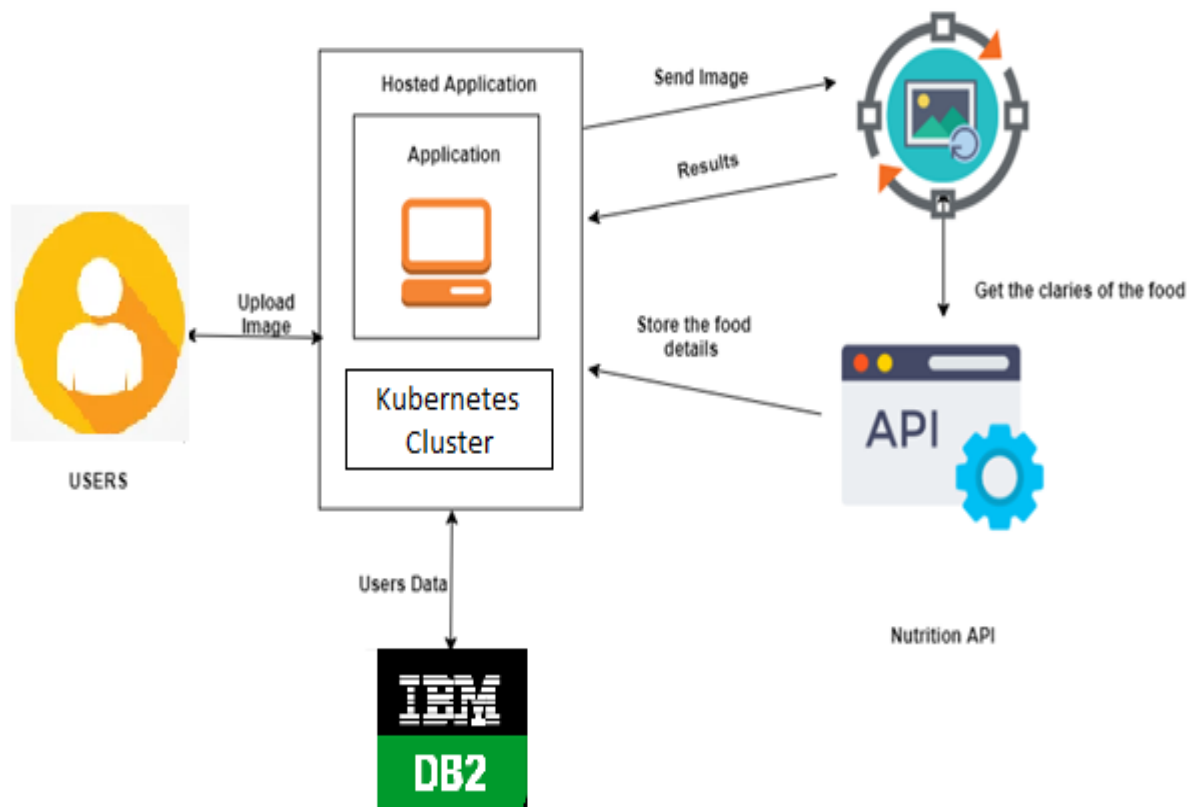 Hosted Application
Application
Kubernetes
Cluster
Send Image
Results
Upload
Image
USERS
Get the claries of the food
Store the food
details
API
Nutrition API
Users Data
IBM
DB2